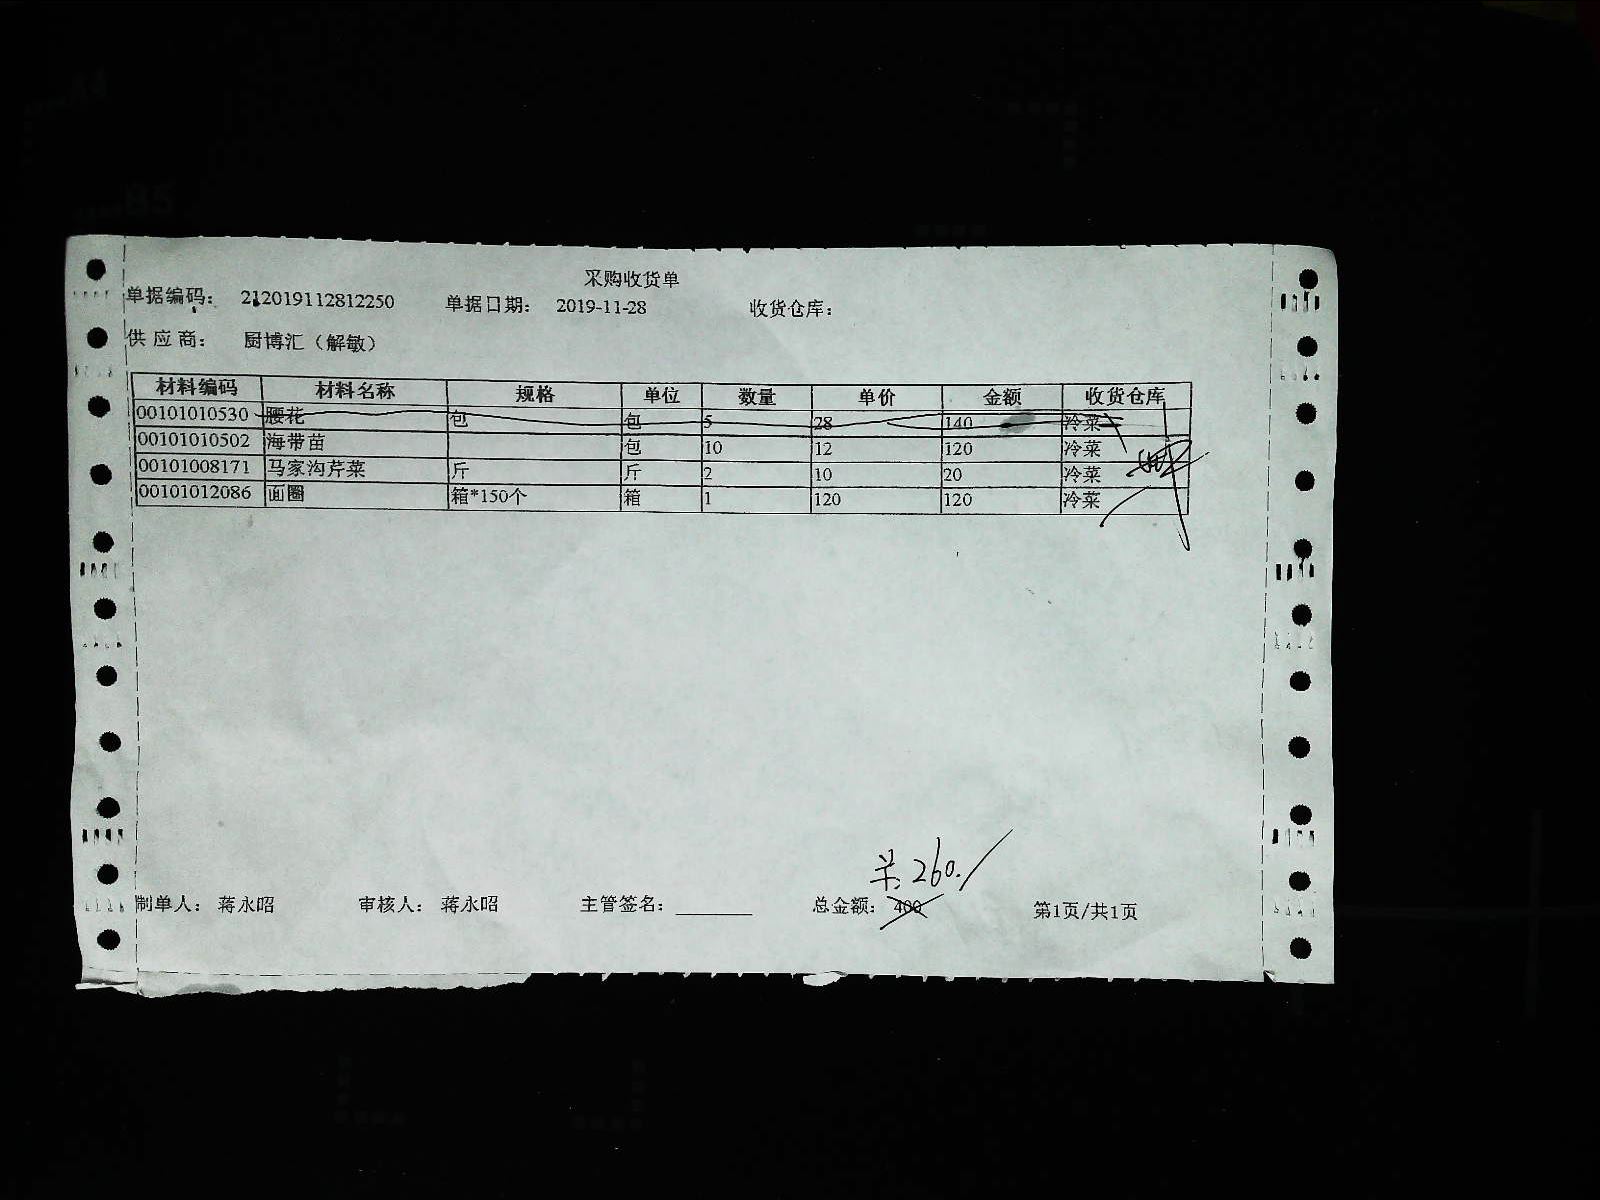 采购收货单
单据编码： 212019112812250 单据日期： 2019-11-28 收货仓库：
供应商： 厨博汇（解敏）
材料编码 材料名称 规格 单位 数量 单价 金额 收货仓库
00101010530 腰花 包 包 5 28 140 冷菜
00101010502 海带苗 包 10 12 120 冷菜
00101008171 马家沟芹菜 斤 斤 2 10 20 冷菜
00101012086 面圈 箱*150个 箱 1 120 120 冷菜
260.
制单人： 蒋永昭 审核人： 蒋永昭 主管签名： 总金额： 400 第1页/共1页